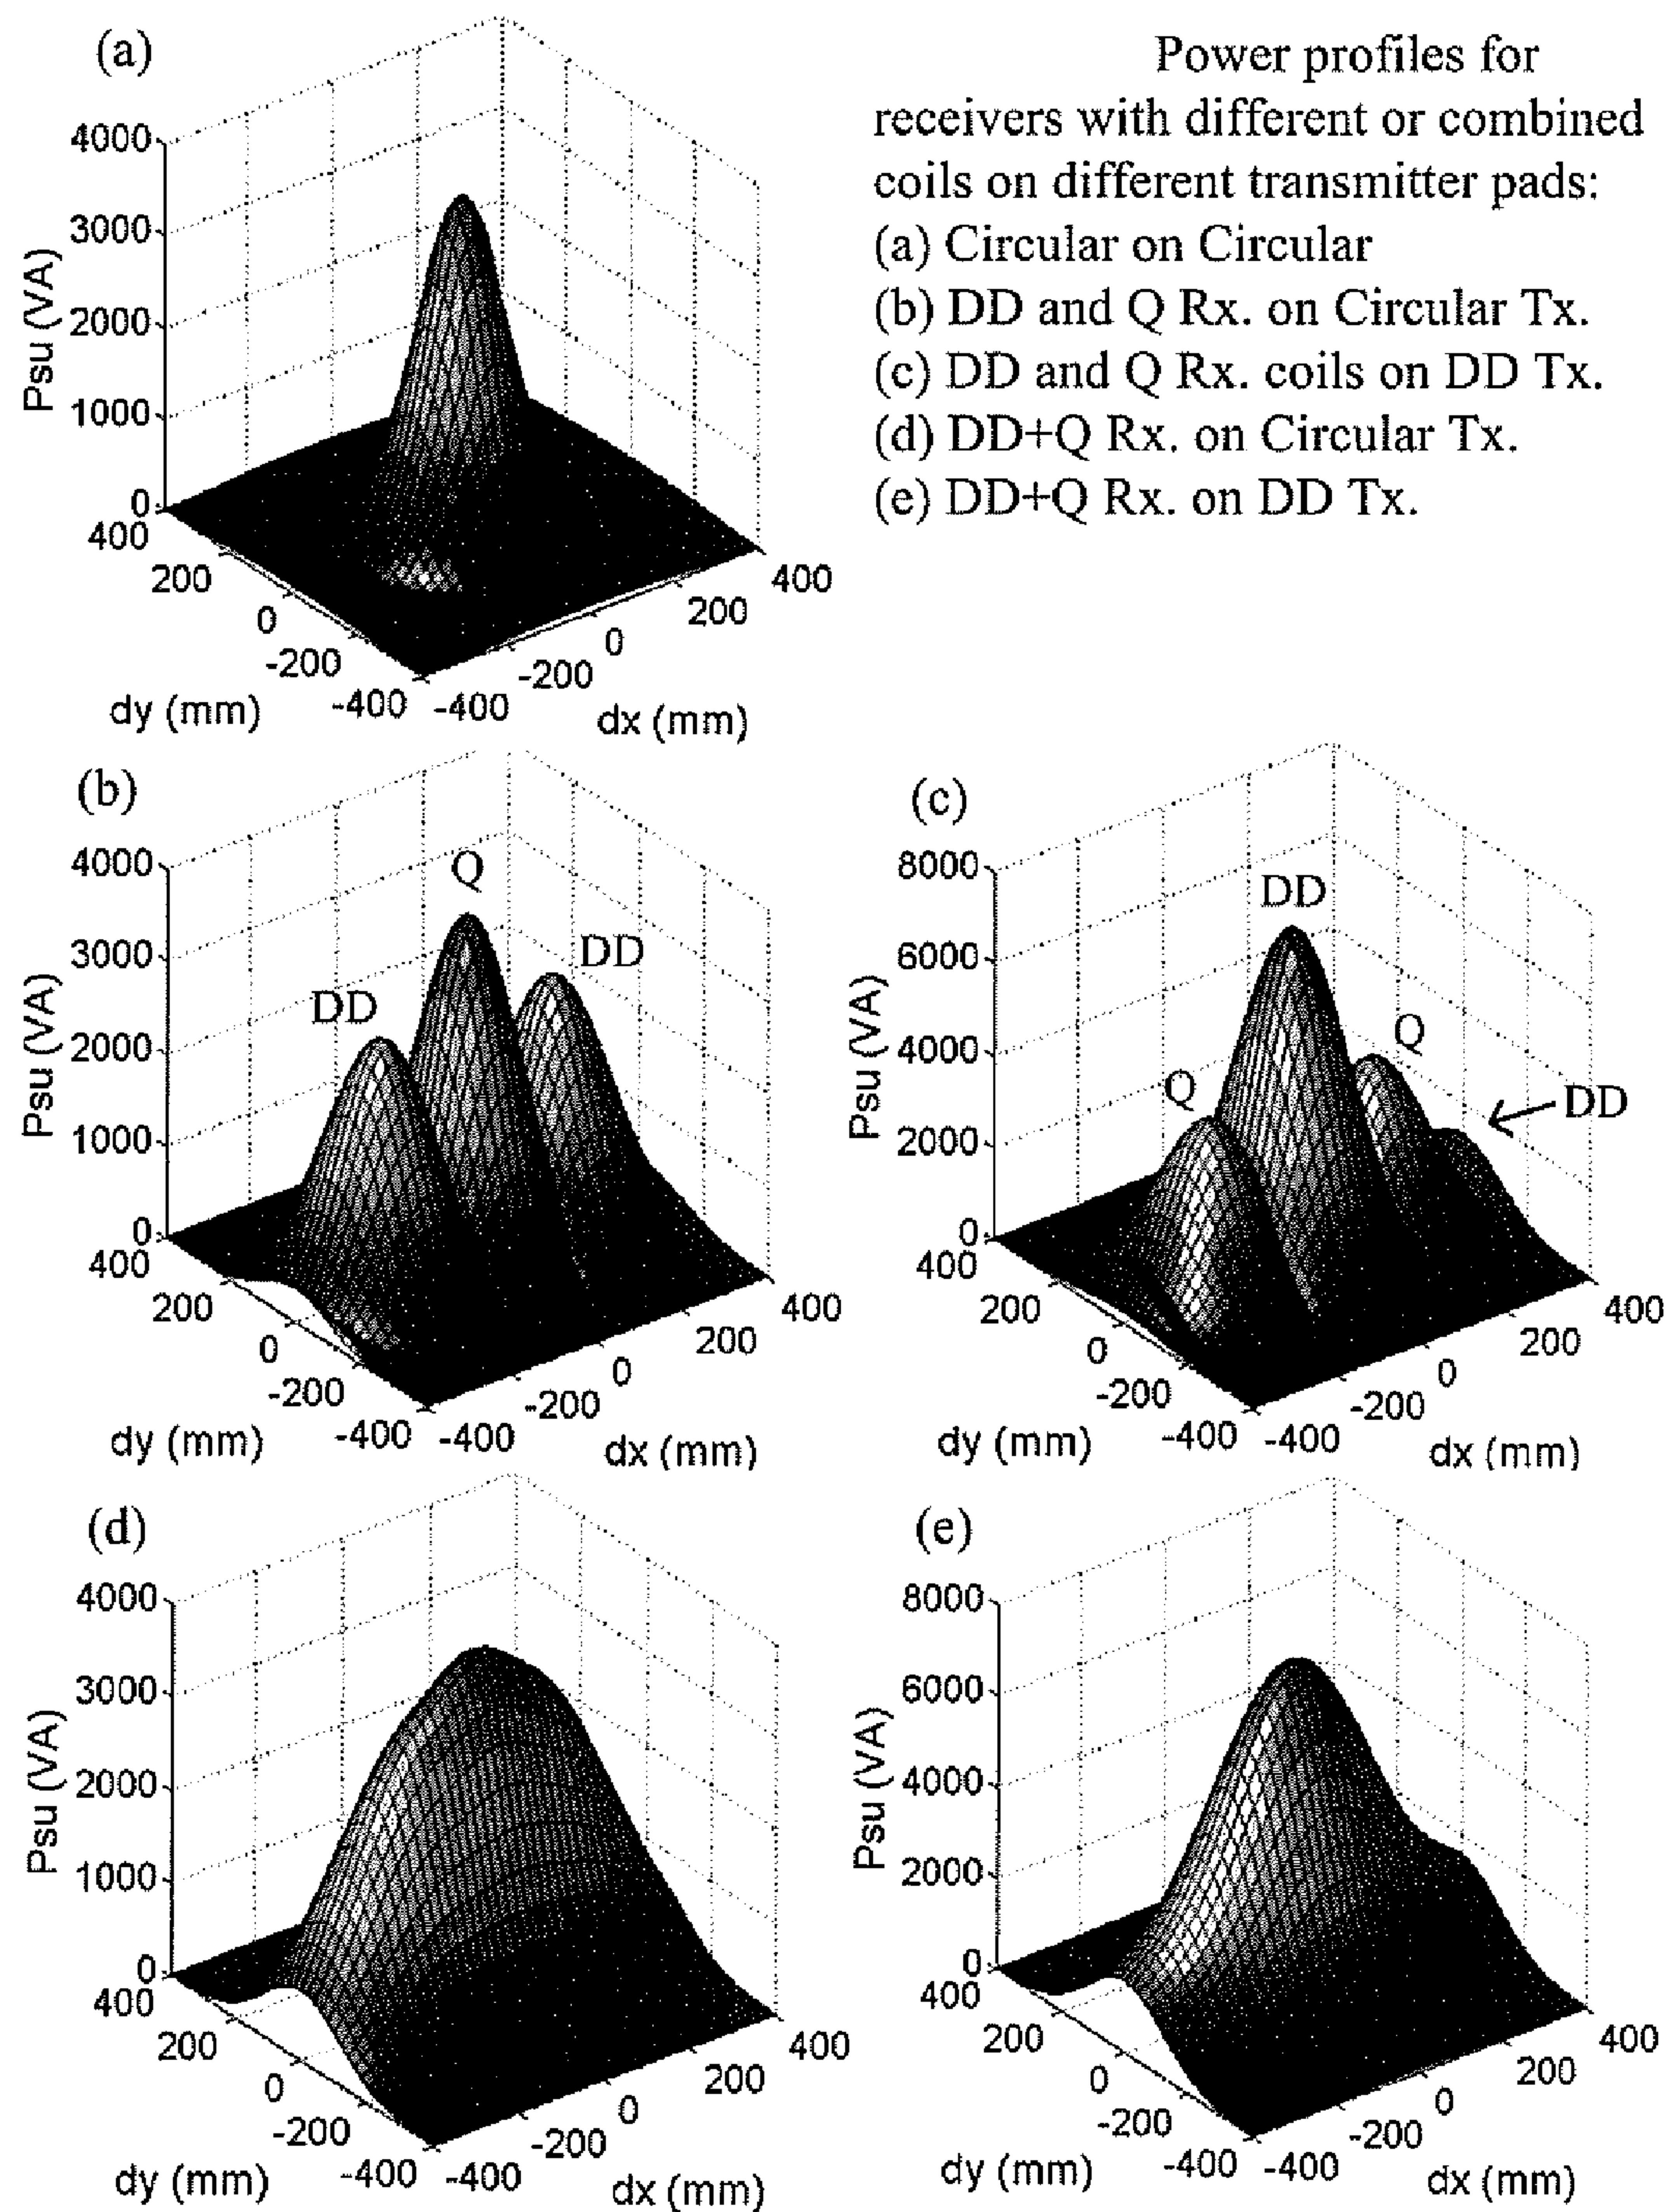 (a)
Power profiles for
receivers with different or combined
coils on different transmitter pads:
(a) Circular on Circular
(b) DD and Q Rx. on Circular Tx.
(c) DD and Q Rx. coils on DD Tx.
(d) DD+Q Rx. on Circular Tx.
(e) DD+Q Rx. on DD Tx.
4000
3000
2000
1000
0
Psu (VA)
400
200
0
-200
-400
dy (mm)
-400
-200
0
200
400
dx (mm)
(b)
4000
3000
2000
1000
0
Psu (VA)
Q
DD
DD
400
200
0
-200
-400
dy (mm)
-400
-200
0
200
400
dx (mm)
(c)
8000
6000
4000
2000
0
Psu (VA)
DD
Q
Q
DD
400
200
0
-200
-400
dy (mm)
-400
-200
0
200
400
dx (mm)
(d)
4000
3000
2000
1000
0
Psu (VA)
400
200
0
-200
-400
dy (mm)
-400
-200
0
200
400
dx (mm)
(e)
8000
6000
4000
2000
0
Psu (VA)
400
200
0
-200
-400
dy (mm)
-400
-200
0
200
400
dx (mm)